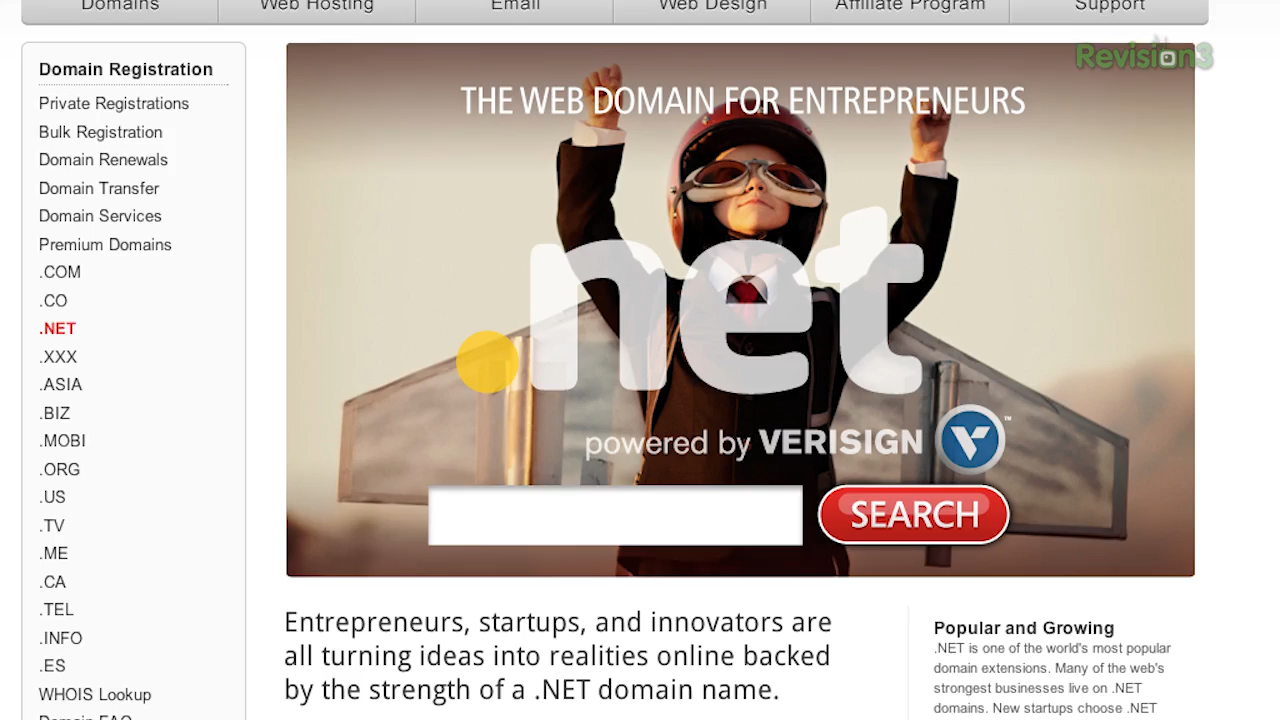 Domains Web Hosting Email Web Design Affiliate Program Support
Revision3
Domain Registration
Private Registrations
Bulk Registration
Domain Renewals
Domain Transfer
Domain Services
Premium Domains
.COM
.CO
.NET
.XXX
.ASIA
.BIZ
.MOBI
.ORG
.US
.TV
.ME
.CA
.TEL
.INFO
.ES
WHOIS Lookup
Domain FAQ
THE WEB DOMAIN FOR ENTREPRENEURS
.net
powered by VERISIGN ™
SEARCH
Entrepreneurs, startups, and innovators are
all turning ideas into realities online backed
by the strength of a .NET domain name.
Popular and Growing
.NET is one of the world's most popular
domain extensions. Many of the web's
strongest businesses live on .NET
domains. New startups choose .NET